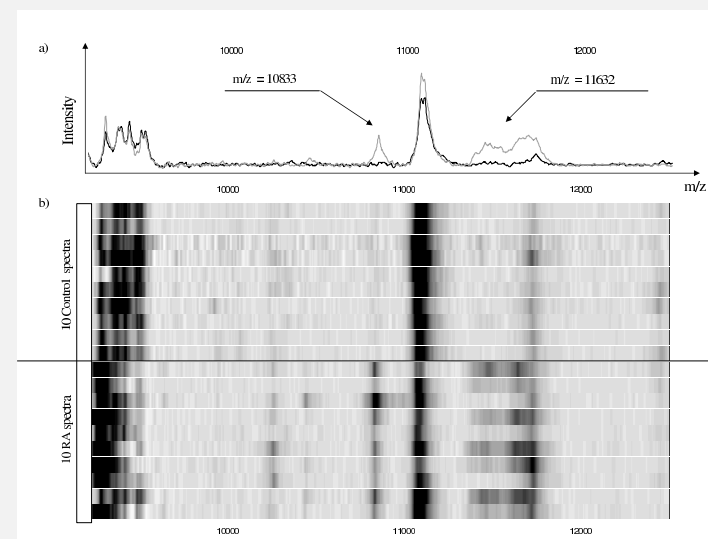 a)
10000 11000 12000
m/z = 10833
m/z = 11632
Intensity
10000 11000 12000
m/z
b)
10 Control spectra
10 RA spectra
10000 11000 12000